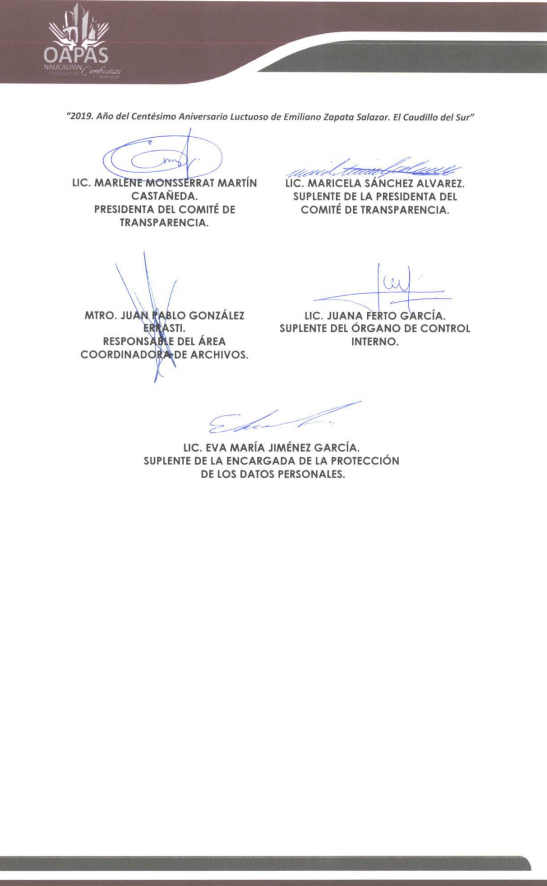 OAPAS
NAUCALPAN
Confianza
"2019. Año del Centésimo Aniversario Luctuoso de Emiliano Zapata Salazar. El Caudillo del Sur"
LIC. MARLENE MONSSERRAT MARTÍN
CASTAÑEDA.
PRESIDENTA DEL COMITÉ DE
TRANSPARENCIA.
LIC. MARICELA SÁNCHEZ ALVAREZ.
SUPLENTE DE LA PRESIDENTA DEL
COMITÉ DE TRANSPARENCIA.
MTRO. JUAN PABLO GONZÁLEZ
ERRASTI.
RESPONSABLE DEL ÁREA
COORDINADORA DE ARCHIVOS.
LIC. JUANA FERTO GARCÍA.
SUPLENTE DEL ÓRGANO DE CONTROL
INTERNO.
LIC. EVA MARÍA JIMÉNEZ GARCÍA.
SUPLENTE DE LA ENCARGADA DE LA PROTECCIÓN
DE LOS DATOS PERSONALES.